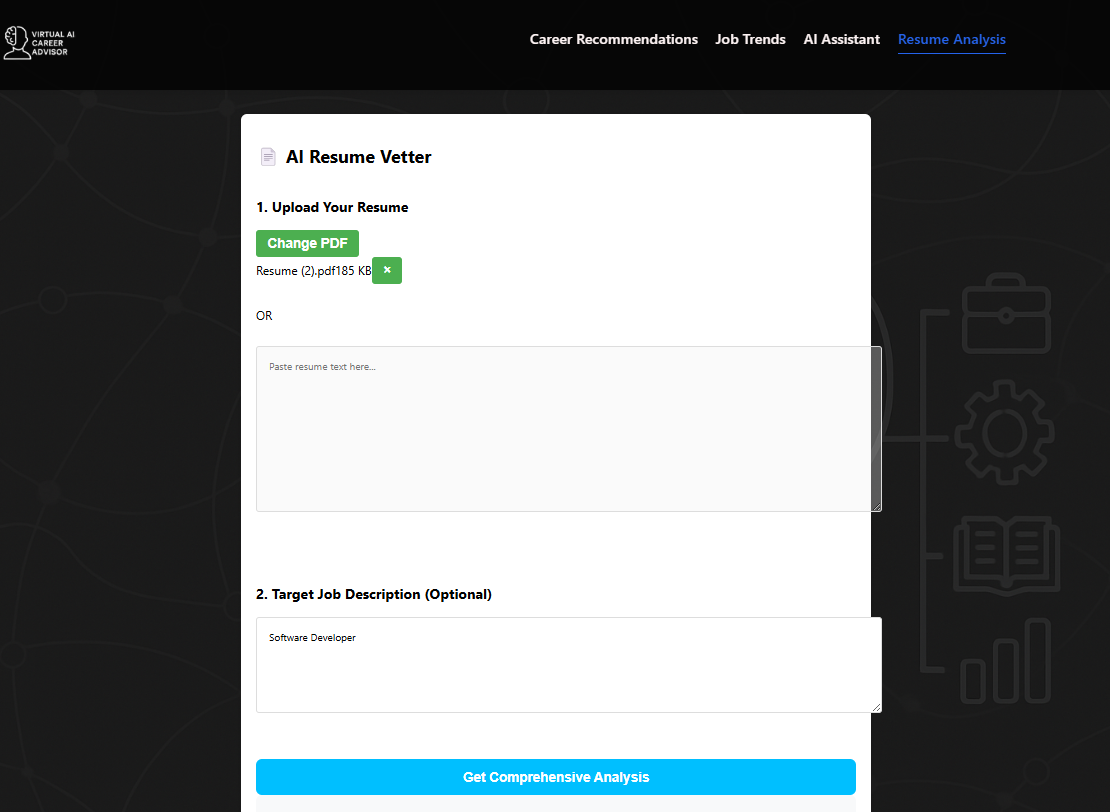 VIRTUAL AI
CAREER
ADVISOR
Career Recommendations Job Trends AI Assistant Resume Analysis
AI Resume Vetter
1. Upload Your Resume
Change PDF
Resume (2).pdf185 KB ×
OR
Paste resume text here...
2. Target Job Description (Optional)
Software Developer
Get Comprehensive Analysis